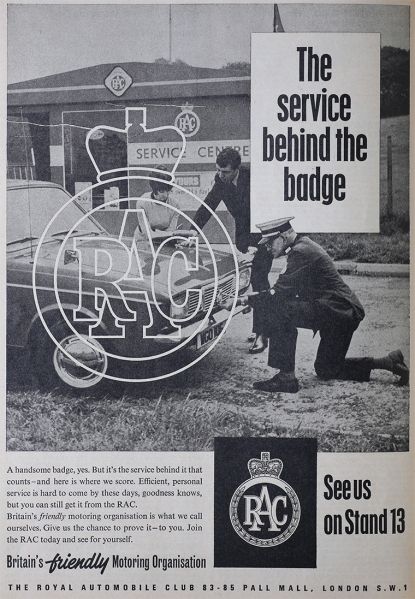 The
service
behind the
badge
RAC
RAC
SERVICE CENTRE
RAC
A handsome badge, yes. But it's the service behind it that
counts—and here is where we score. Efficient, personal
service is hard to come by these days, goodness knows,
but you can still get it from the RAC.
Britain's friendly motoring organisation is what we call
ourselves. Give us the chance to prove it—to you. Join
the RAC today and see for yourself.
Britain's friendly Motoring Organisation
RAC
See us
on Stand 13
THE ROYAL AUTOMOBILE CLUB 83-85 PALL MALL, LONDON S.W.1